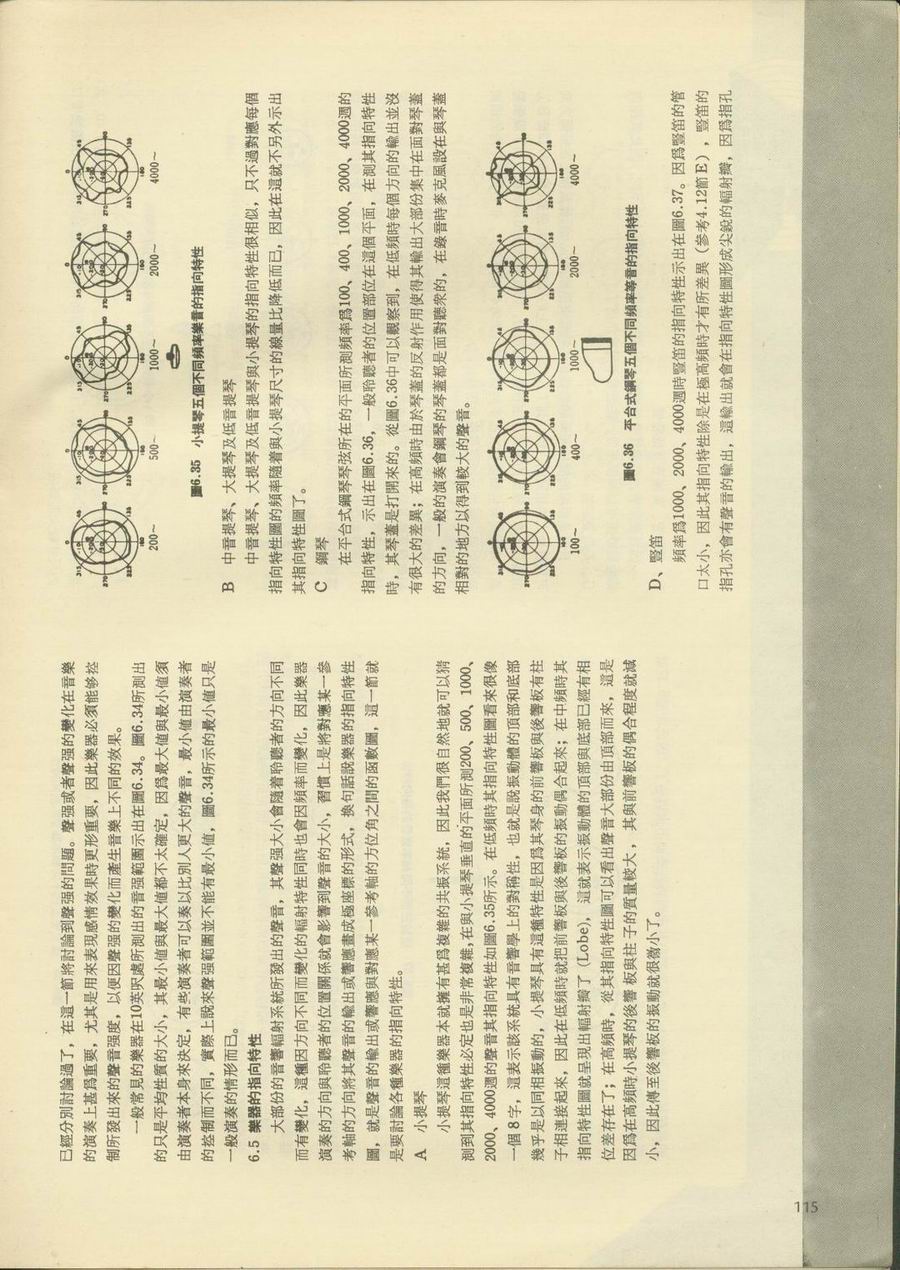 已經分別討論過了，在這一節將討論到聲强的問題。聲强或者聲强的變化在音樂
的演奏上甚爲重要，尤其是用來表現感情效果時更形重要，因此樂器必須能够控
制所發出來的聲音强度，以便因聲强的變化而產生音樂上不同的效果。
一般常見的樂器在10英呎處所測出的音强範圍示出在圖6.34。圖6.34所測出
的只是平均性質的大小，其最小值與最大值都不太確定，因爲最大值與最小值須
由演奏者本身來決定，有些演奏者可以奏以比別人更大的聲音，最小值由演奏者
的控制而不同，實際上說來聲强範圍並不能有最小值，圖6.34所示的最小值只是
一般演奏的情形而已。
6.5 樂器的指向特性
大部份的音響輻射系統所發出的聲音，其聲强大小會隨着聆聽者的方向不同
而有變化，這種因方向不同而變化的輻射特性同時也會因頻率而變化，因此樂器
演奏的方向與聆聽者的位置關係就會影響到聲音的大小，習慣上是將對應某一參
考軸的方向將其聲音的輸出或響應畫成極座標的形式，換句話說樂器的指向特性
圖，就是聲音的輸出或響應與對應某一參考軸的方位角之間的函數圖，這一節就
是要討論各種樂器的指向特性。
A 小提琴
小提琴這種樂器本就擁有甚爲複雜的共振系統，因此我們很自然地就可以猜
測到其指向特性必定也是非常複雜，在與小提琴垂直的平面所測200、500、1000、
2000、4000週的聲音其指向特性如圖6.35所示。在低頻時其指向特性圖看來很像
一個8字，這表示該系統具有音響學上的對稱性，也就是說振動體的頂部和底部
幾乎是以同相振動的，小提琴具有這種特性是因爲其琴身的前響板與後響板有柱
子相連接起來，因此在低頻時就把前響板與後響板的振動偶合起來；在中頻時其
指向特性圖就呈現出輻射瓣了（Lobe），這就表示振動體的頂部與底部已經有相
位差存在了；在高頻時，從其指向特性圖可以看出聲音大部份由頂部而來，這是
因爲在高頻時小提琴的後響板與柱子的質量較大，其與前響板的偶合程度就減
小，因此傳至後響板的振動就很微小了。
200～ 500～ 1000～ 2000～ 4000～
圖6.35 小提琴五個不同頻率樂音的指向特性
B 中音提琴、大提琴及低音提琴
中音提琴、大提琴及低音提琴與小提琴的指向特性很相似，只不過對應每個
指向特性圖的頻率隨着與小提琴尺寸的線量比降低而已，因此在這就不另外示出
其指向特性圖了。
C 鋼琴
在平台式鋼琴琴弦所在的平面所測頻率爲100、400、1000、2000、4000週的
指向特性，示出在圖6.36，一般聆聽者的位置部位在這個平面，在測其指向特性
時，其琴蓋是打開來的。從圖6.36中可以觀察到，在低頻時每個方向的輸出並沒
有很大的差異；在高頻時由於琴蓋的反射作用使得其輸出大部份集中在面對琴蓋
的方向，一般的演奏會鋼琴的琴蓋都是面對聽衆的，在錄音時麥克風設在與琴蓋
相對的地方以得到較大的聲音。
100～ 400～ 1000～ 2000～ 4000～
圖6.36 平台式鋼琴五個不同頻率等音的指向特性
D、豎笛
頻率爲1000、2000、4000週時豎笛的指向特性示出在圖6.37。因爲豎笛的管
口太小，因此其指向特性除是在極高頻時才有所差異（參考4.12節E），豎笛的
指孔亦會有聲音的輸出，這輸出就會在指向特性圖形成尖銳的輻射瓣，因爲指孔
115